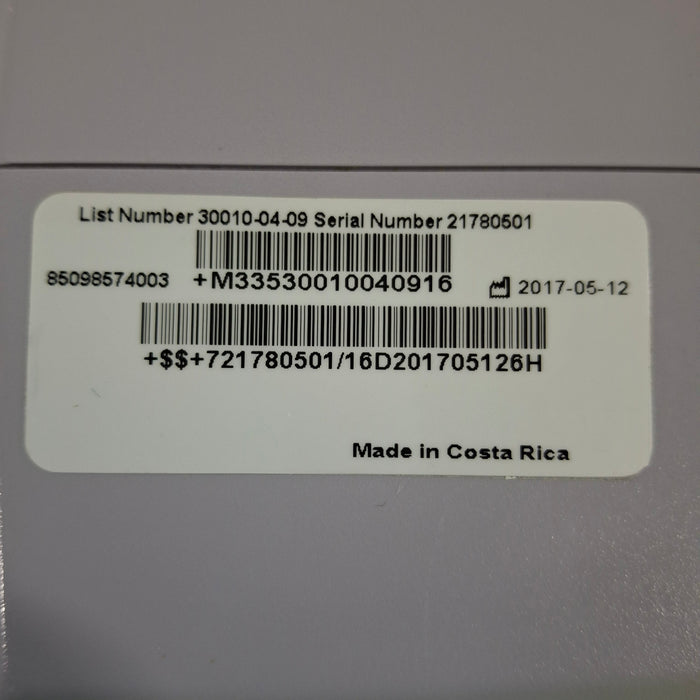 List Number 30010-04-09 Serial Number 21780501
85098574003 +M33530010040916 2017-05-12
+$$+721780501/16D201705126H
Made in Costa Rica